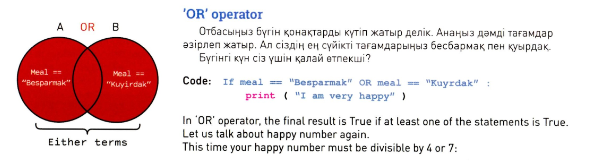 A OR B
Meal ==
"Besparmak"
Meal ==
"Kuyirdak"
Either terms
'OR' operator
Отбасыңыз бүгін қонақтарды күтіп жатыр делік. Анаңыз дәмді тағамдар
әзірлеп жатыр. Ал сіздің ең сүйікті тағамдарыңыз бесбармақ пен қуырдак.
Бүгінгі күн сіз үшін қалай өтпекші?
Code: If meal == "Besparmak" OR meal == "Kuyrdak" :
print ( "I am very happy" )
In 'OR' operator, the final result is True if at least one of the statements is True.
Let us talk about happy number again.
This time your happy number must be divisible by 4 or 7: